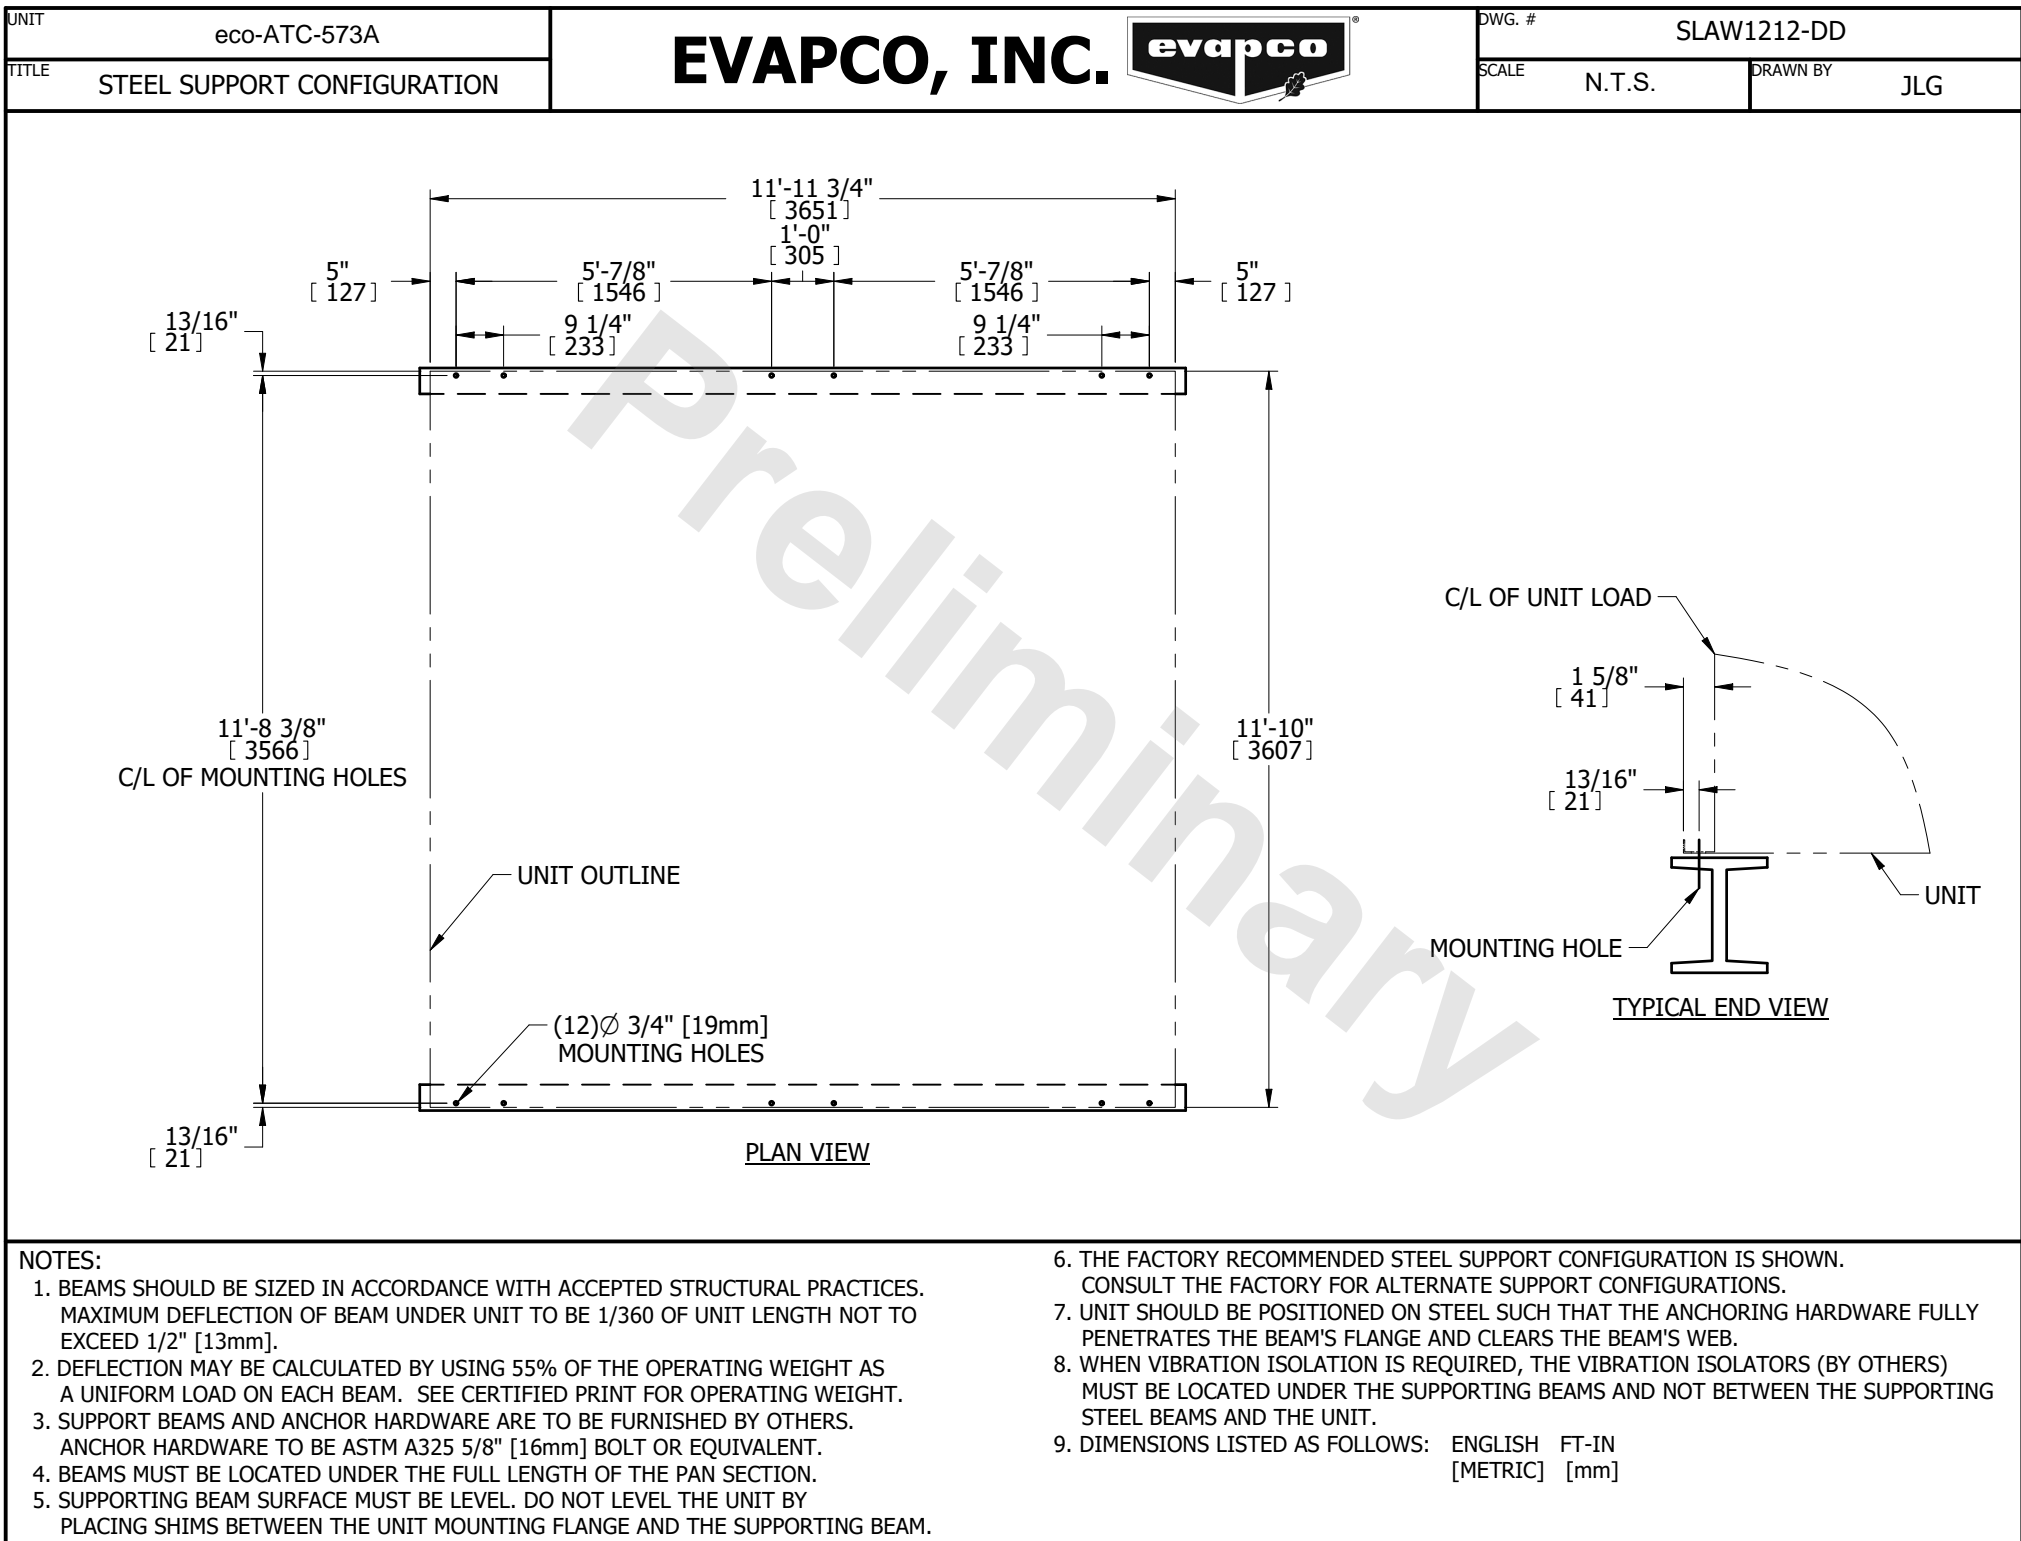 UNIT
eco-ATC-573A
TITLE
STEEL SUPPORT CONFIGURATION
EVAPCO, INC.
evapco
®
DWG. #
SLAW1212-DD
SCALE
N.T.S.
DRAWN BY
JLG
11'-11 3/4"
[ 3651]
1'-0"
[ 305 ]
5"
[ 127]
5'-7/8"
[ 1546 ]
5'-7/8"
[ 1546 ]
5"
[ 127 ]
13/16"
[ 21]
9 1/4"
[ 233]
9 1/4"
[ 233 ]
11'-8 3/8"
[ 3566]
C/L OF MOUNTING HOLES
11'-10"
[ 3607]
UNIT OUTLINE
(12)∅ 3/4" [19mm]
MOUNTING HOLES
13/16"
[ 21]
PLAN VIEW
C/L OF UNIT LOAD
1 5/8"
[ 41]
13/16"
[ 21]
UNIT
MOUNTING HOLE
TYPICAL END VIEW
Preliminary
NOTES:
1. BEAMS SHOULD BE SIZED IN ACCORDANCE WITH ACCEPTED STRUCTURAL PRACTICES.
MAXIMUM DEFLECTION OF BEAM UNDER UNIT TO BE 1/360 OF UNIT LENGTH NOT TO
EXCEED 1/2" [13mm].
2. DEFLECTION MAY BE CALCULATED BY USING 55% OF THE OPERATING WEIGHT AS
A UNIFORM LOAD ON EACH BEAM. SEE CERTIFIED PRINT FOR OPERATING WEIGHT.
3. SUPPORT BEAMS AND ANCHOR HARDWARE ARE TO BE FURNISHED BY OTHERS.
ANCHOR HARDWARE TO BE ASTM A325 5/8" [16mm] BOLT OR EQUIVALENT.
4. BEAMS MUST BE LOCATED UNDER THE FULL LENGTH OF THE PAN SECTION.
5. SUPPORTING BEAM SURFACE MUST BE LEVEL. DO NOT LEVEL THE UNIT BY
PLACING SHIMS BETWEEN THE UNIT MOUNTING FLANGE AND THE SUPPORTING BEAM.
6. THE FACTORY RECOMMENDED STEEL SUPPORT CONFIGURATION IS SHOWN.
CONSULT THE FACTORY FOR ALTERNATE SUPPORT CONFIGURATIONS.
7. UNIT SHOULD BE POSITIONED ON STEEL SUCH THAT THE ANCHORING HARDWARE FULLY
PENETRATES THE BEAM'S FLANGE AND CLEARS THE BEAM'S WEB.
8. WHEN VIBRATION ISOLATION IS REQUIRED, THE VIBRATION ISOLATORS (BY OTHERS)
MUST BE LOCATED UNDER THE SUPPORTING BEAMS AND NOT BETWEEN THE SUPPORTING
STEEL BEAMS AND THE UNIT.
9. DIMENSIONS LISTED AS FOLLOWS: ENGLISH FT-IN
[METRIC] [mm]